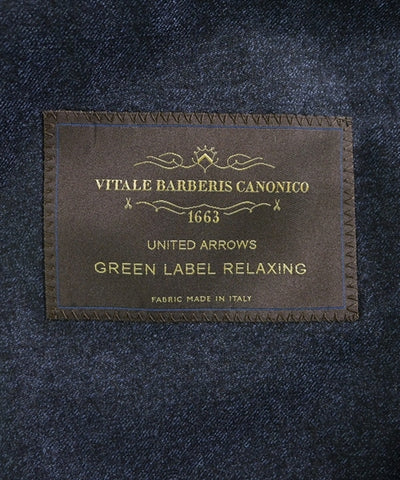 VITALE BARBERIS CANONICO
1663
UNITED ARROWS
GREEN LABEL RELAXING
FABRIC MADE IN ITALY